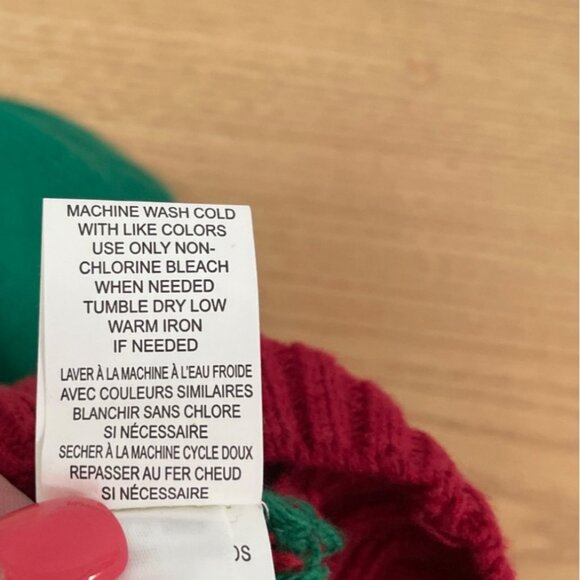 MACHINE WASH COLD
WITH LIKE COLORS
USE ONLY NON-
CHLORINE BLEACH
WHEN NEEDED
TUMBLE DRY LOW
WARM IRON
IF NEEDED
LAVER À LA MACHINE À L'EAU FROIDE
AVEC COULEURS SIMILAIRES
BLANCHIR SANS CHLORE
SI NÉCESSAIRE
SECHER À LA MACHINE CYCLE DOUX
REPASSER AU FER CHEUD
SI NÉCESSAIRE